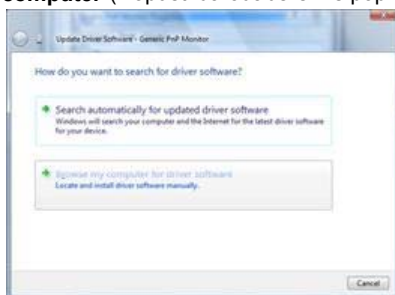 computer
Update Driver Software - Generic PnP Monitor
How do you want to search for driver software?
Search automatically for updated driver software
Windows will search your computer and the Internet for the latest driver software
for your device.
Browse my computer for driver software
Locate and install driver software manually.
Cancel